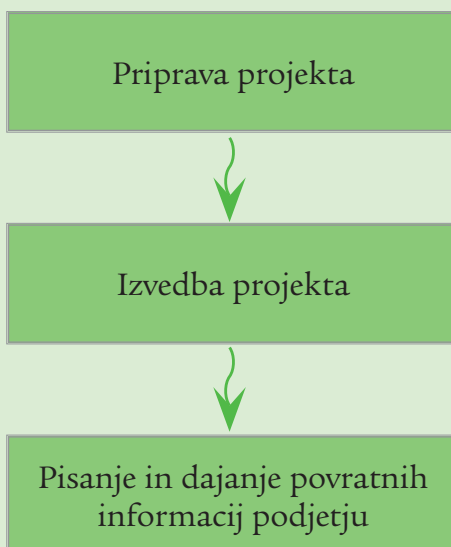 Priprava projekta
Izvedba projekta
Pisanje in dajanje povratnih
informacij podjetju